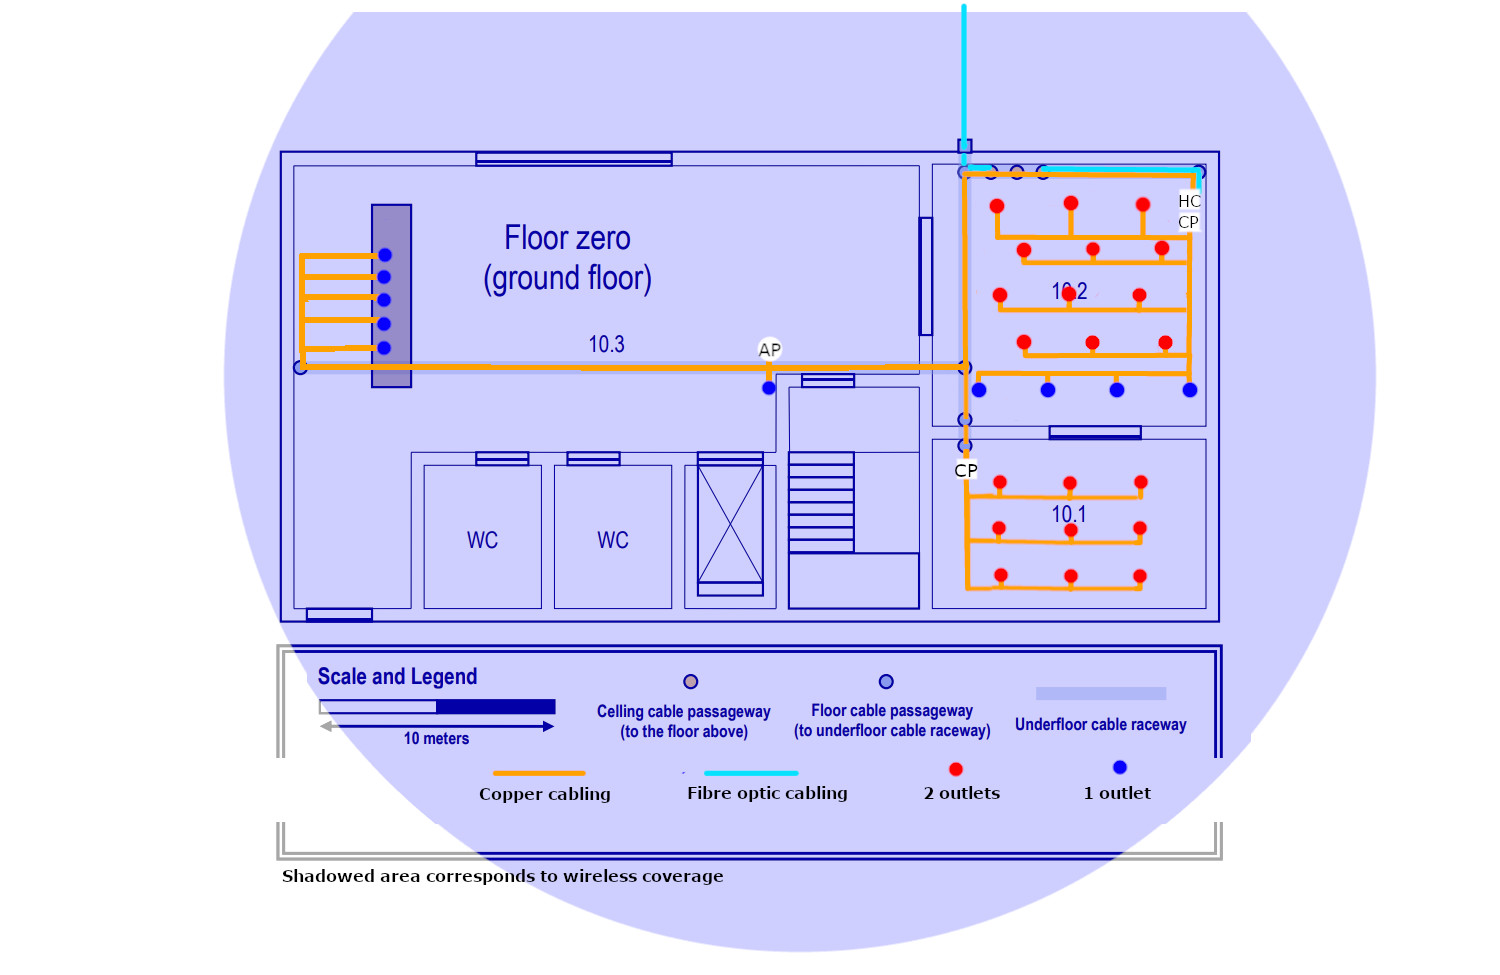 HC
CP
Floor zero
(ground floor)
10.2
10.3
AP
CP
10.1
WC
WC
Scale and Legend
10 meters
Celling cable passageway
(to the floor above)
Floor cable passageway
(to underfloor cable raceway)
Underfloor cable raceway
Copper cabling
Fibre optic cabling
2 outlets
1 outlet
Shadowed area corresponds to wireless coverage